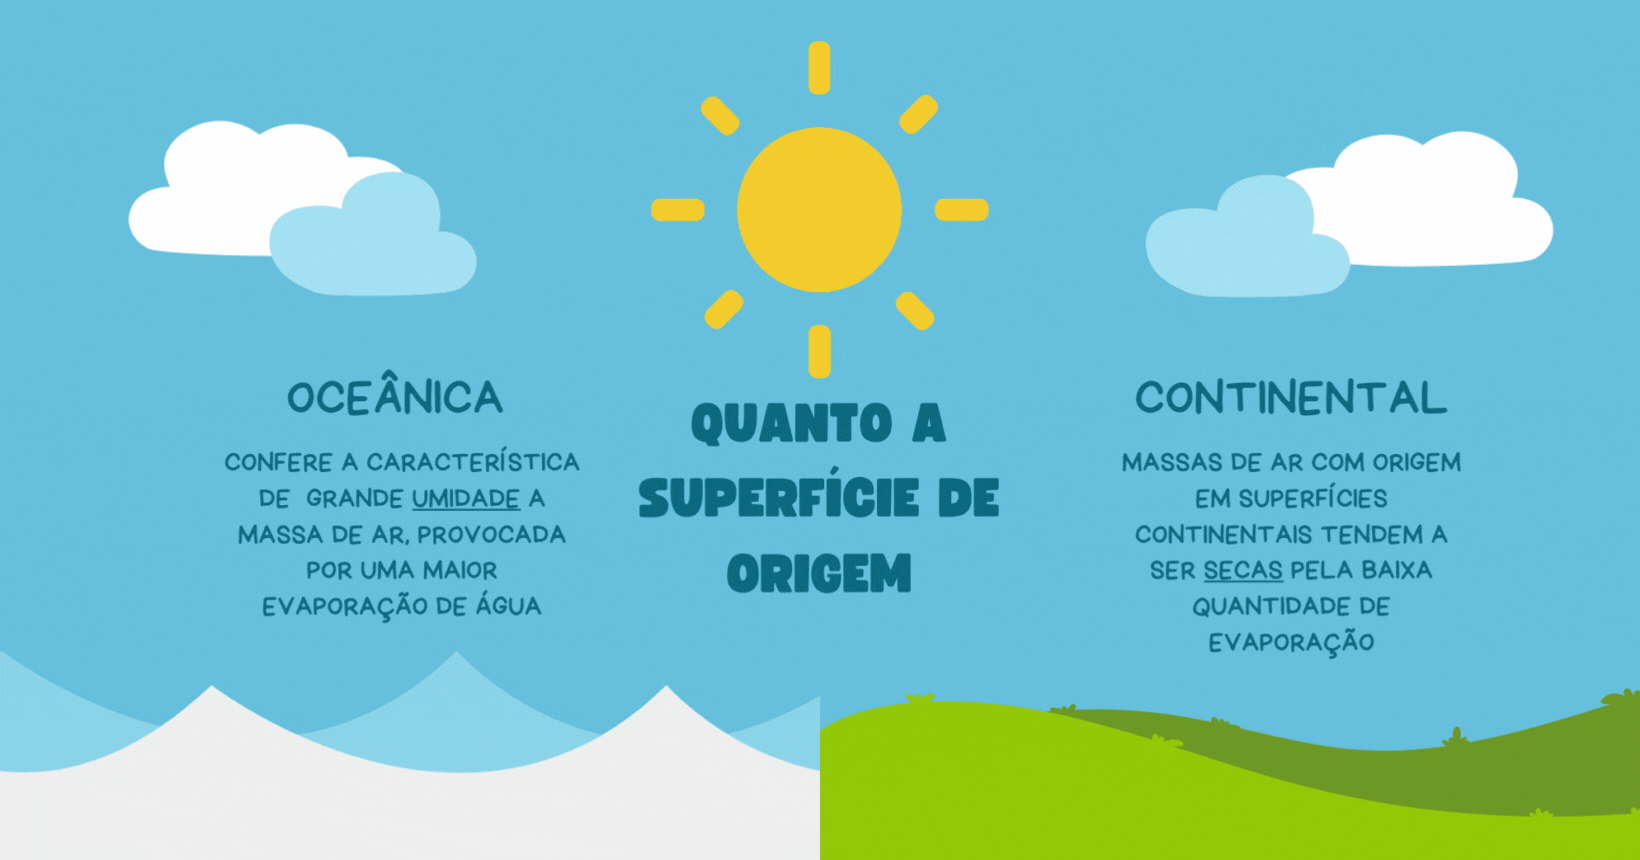 OCEÂNICA
CONFERE A CARACTERÍSTICA
DE GRANDE UMIDADE A
MASSA DE AR, PROVOCADA
POR UMA MAIOR
EVAPORAÇÃO DE ÁGUA
QUANTO A
SUPERFÍCIE DE
ORIGEM
CONTINENTAL
MASSAS DE AR COM ORIGEM
EM SUPERFÍCIES
CONTINENTAIS TENDEM A
SER SECAS PELA BAIXA
QUANTIDADE DE
EVAPORAÇÃO